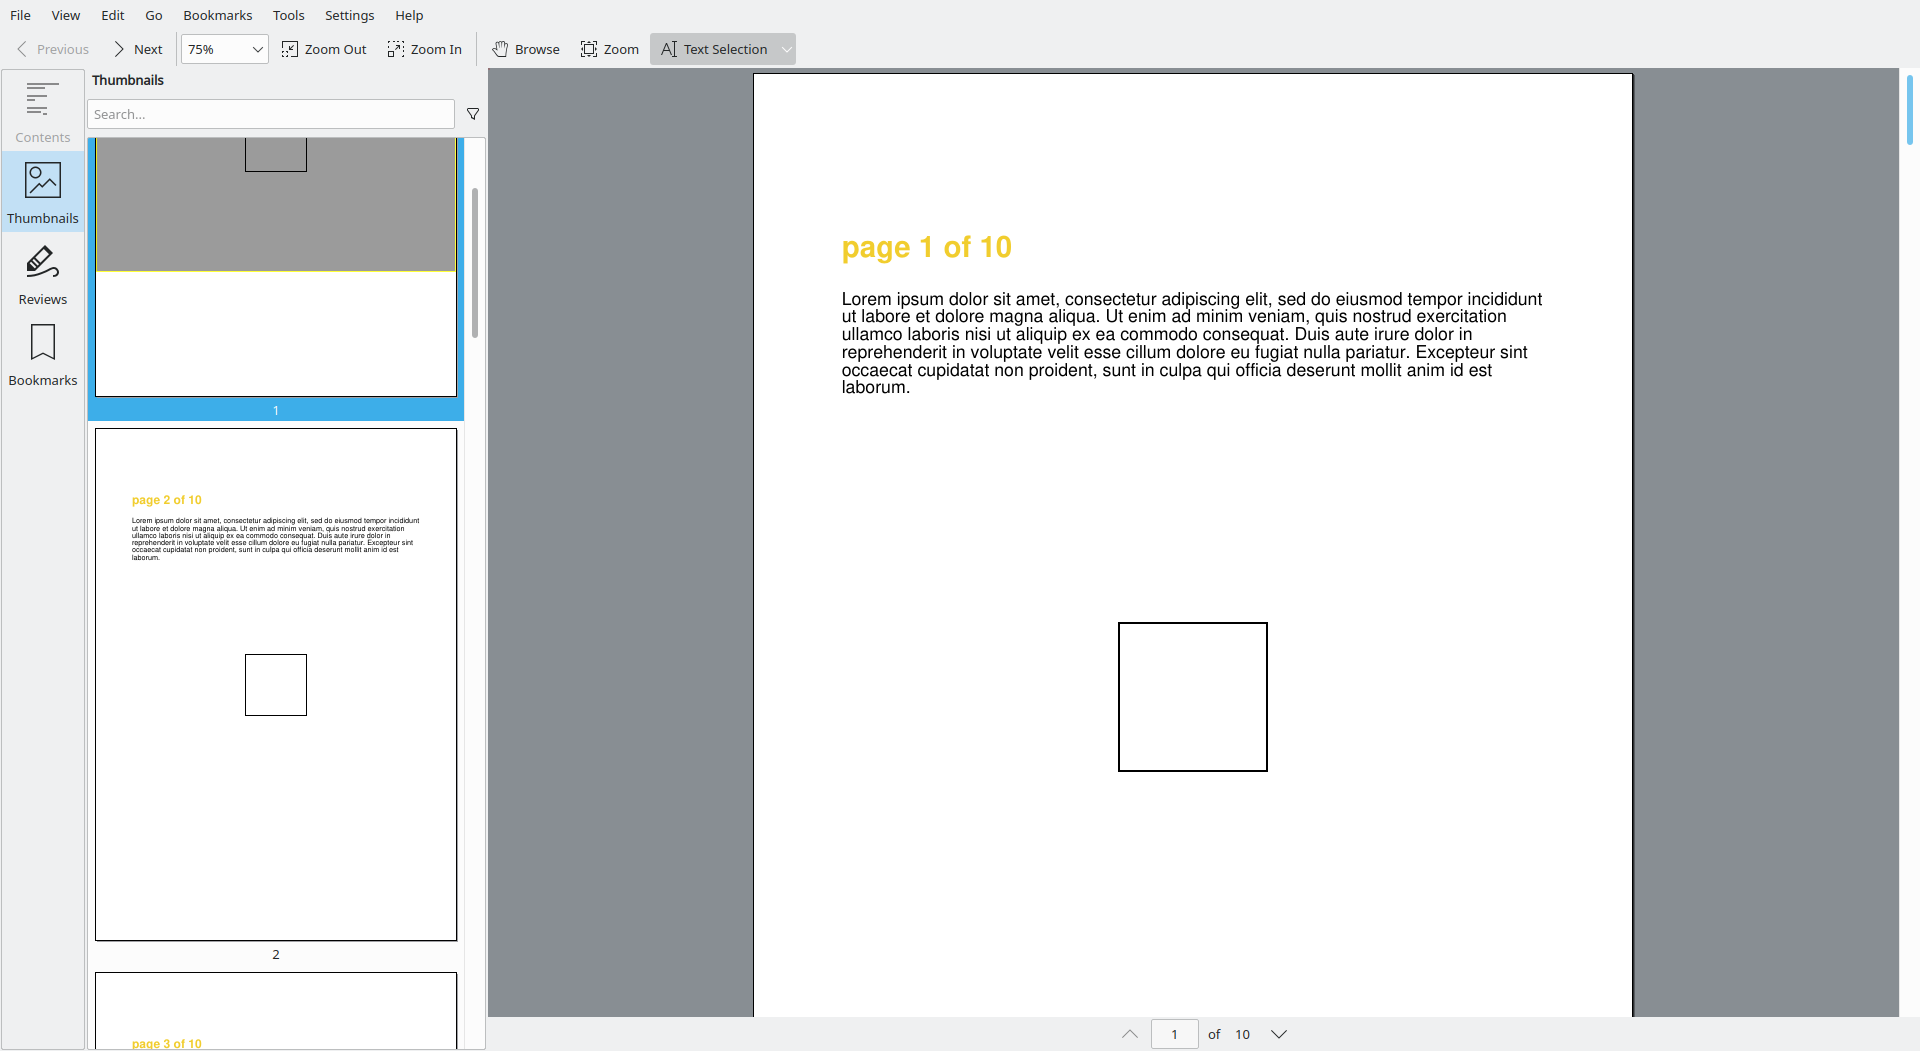 File View Edit Go Bookmarks Tools Settings Help
Previous Next 75% Zoom Out Zoom In Browse Zoom Text Selection
Contents
Thumbnails
Reviews
Bookmarks
Thumbnails
Search...
1
page 2 of 10
Lorem ipsum dolor sit amet, consectetur adipiscing elit, sed do eiusmod tempor incididunt
ut labore et dolore magna aliqua. Ut enim ad minim veniam, quis nostrud exercitation
ullamco laboris nisi ut aliquip ex ea commodo consequat. Duis aute irure dolor in
reprehenderit in voluptate velit esse cillum dolore eu fugiat nulla pariatur. Excepteur sint
occaecat cupidatat non proident, sunt in culpa qui officia deserunt mollit anim id est
laborum.
2
page 3 of 10
page 1 of 10
Lorem ipsum dolor sit amet, consectetur adipiscing elit, sed do eiusmod tempor incididunt
ut labore et dolore magna aliqua. Ut enim ad minim veniam, quis nostrud exercitation
ullamco laboris nisi ut aliquip ex ea commodo consequat. Duis aute irure dolor in
reprehenderit in voluptate velit esse cillum dolore eu fugiat nulla pariatur. Excepteur sint
occaecat cupidatat non proident, sunt in culpa qui officia deserunt mollit anim id est
laborum.
1 of 10